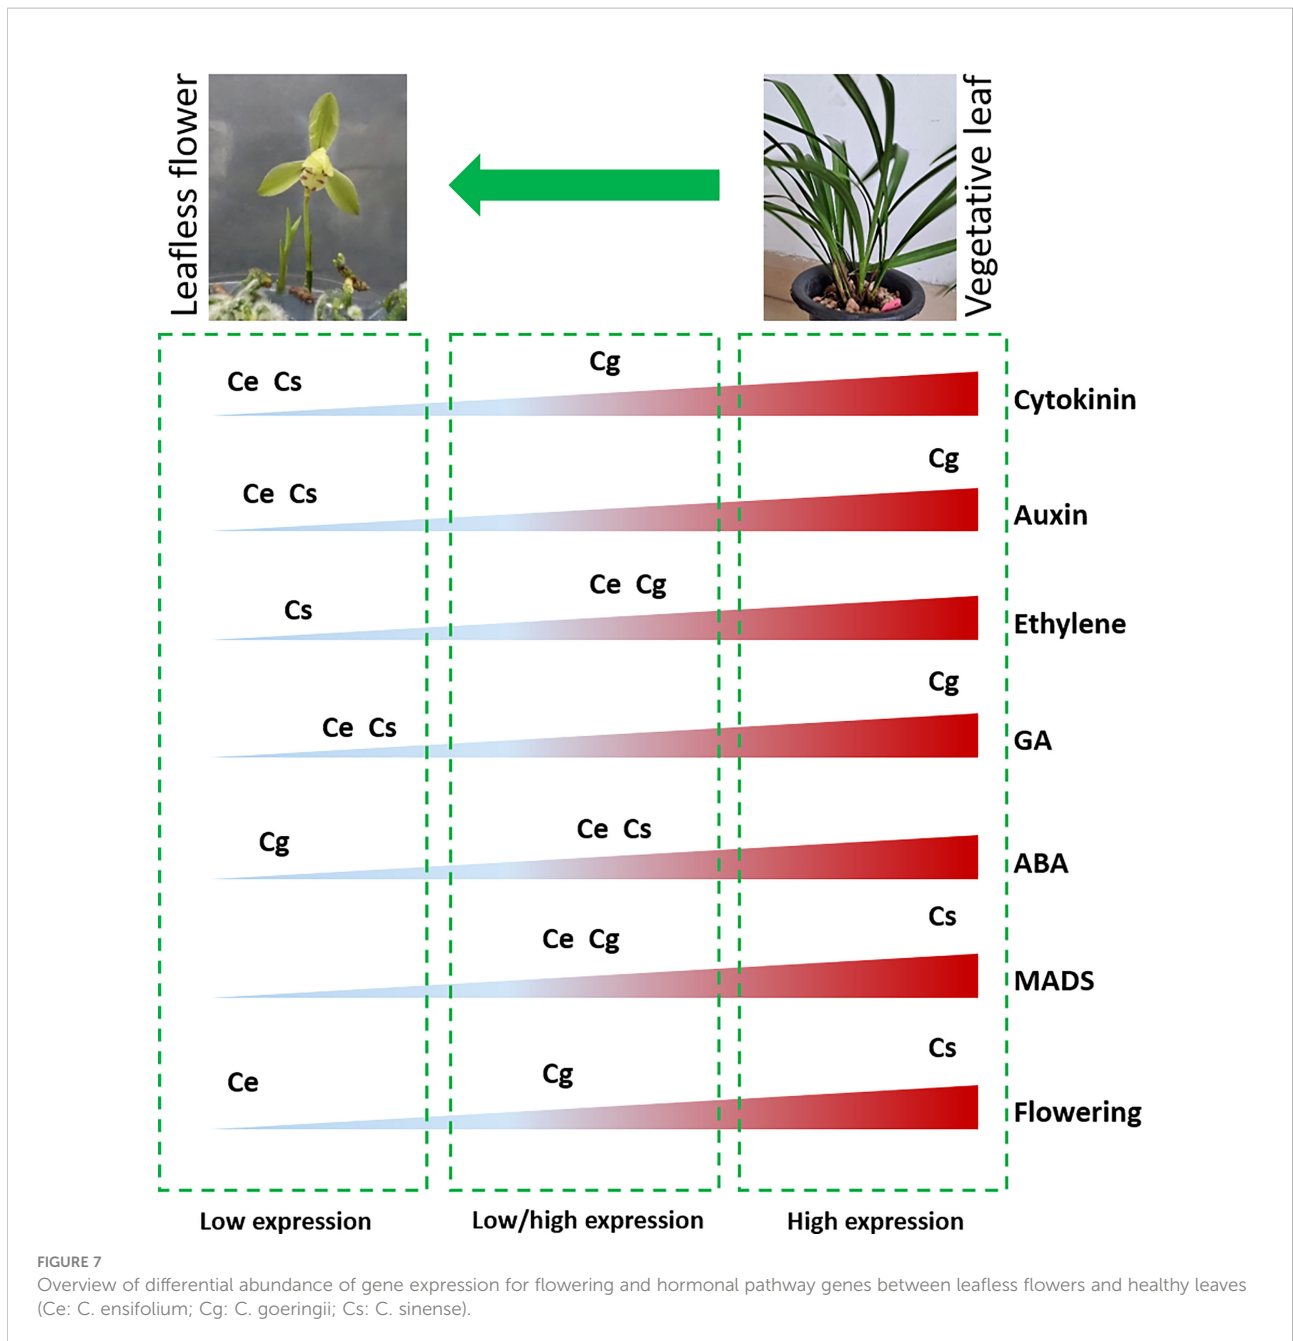 Leafless flower
Vegetative leaf
Cg
Ce Cs
Cytokinin
Cg
Ce Cs
Auxin
Ce Cg
Cs
Ethylene
Cg
Ce Cs
GA
Ce Cs
Cg
ABA
Cs
Ce Cg
MADS
Cs
Cg
Ce
Flowering
Low expression
Low/high expression
High expression
FIGURE 7
Overview of differential abundance of gene expression for flowering and hormonal pathway genes between leafless flowers and healthy leaves
(Ce: C. ensifolium; Cg: C. goeringii; Cs: C. sinense).